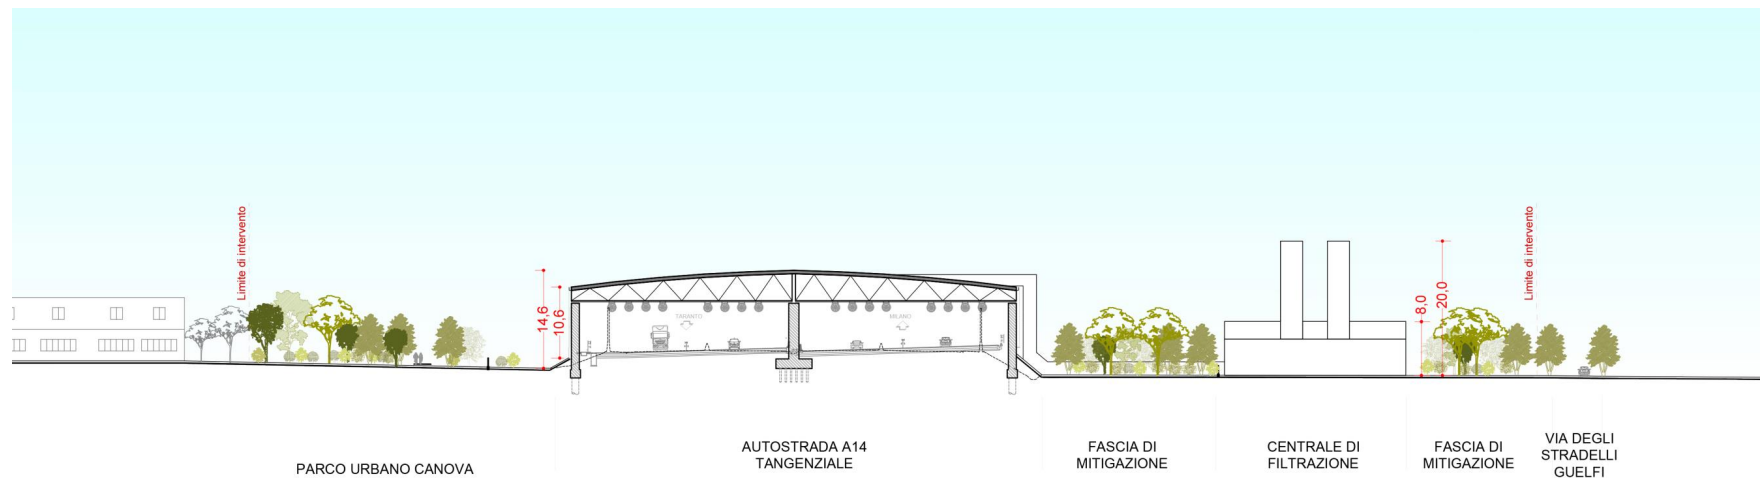 Limite di intervento
14,6
10,6
TARANTO
MILANO
8,0
20,0
Limite di intervento
PARCO URBANO CANOVA
AUTOSTRADA A14
TANGENZIALE
FASCIA DI
MITIGAZIONE
CENTRALE DI
FILTRAZIONE
FASCIA DI
MITIGAZIONE
VIA DEGLI
STRADELLI
GUELFI